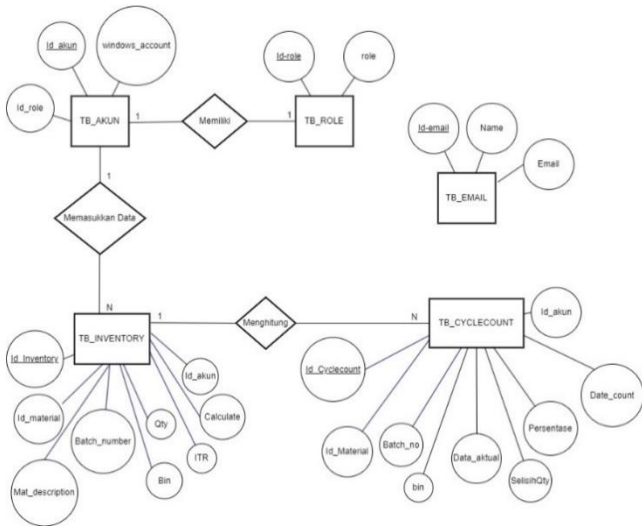 Id_akun
windows_account
Id_role
TB_AKUN
1
Memiliki
1
TB_ROLE
Id-role
role
Id-email
Name
Email
TB_EMAIL
1
Memasukkan Data
N
TB_INVENTORY
1
Menghitung
N
TB_CYCLECOUNT
Id_akun
Id_Inventory
Id_material
Mat_description
Batch_number
Qty
Bin
ITR
Calculate
Id_akun
Id_Cyclecount
Id_Material
Batch_no
bin
Data_aktual
SelisihQty
Persentase
Date_count